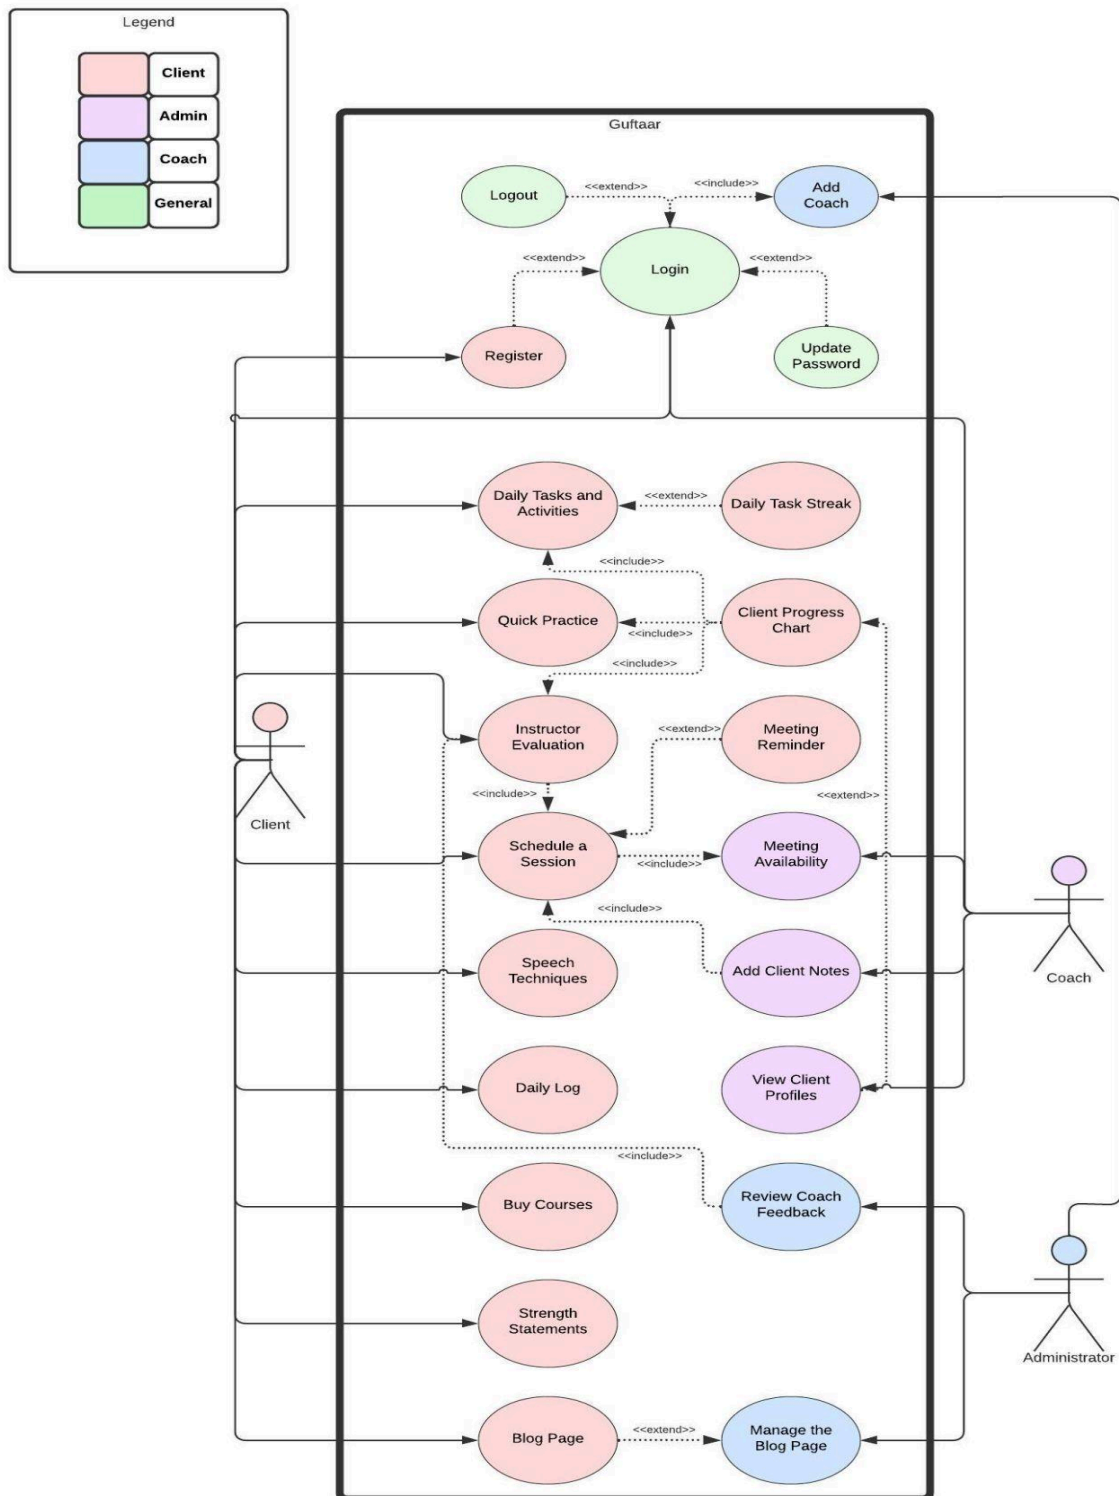 Legend
Client
Admin
Coach
General
Guftaar
Logout
<<extend>>
<<include>>
Add
Coach
<<extend>>
Login
<<extend>>
Register
Update
Password
Daily Tasks and
Activities
<<extend>>
Daily Task Streak
<<include>>
Quick Practice
<<include>>
Client Progress
Chart
<<include>>
Instructor
Evaluation
<<extend>>
Meeting
Reminder
<<include>>
<<extend>>
Client
Schedule a
Session
<<include>>
Meeting
Availability
<<include>>
Speech
Techniques
Add Client Notes
Coach
Daily Log
View Client
Profiles
<<include>>
Buy Courses
Review Coach
Feedback
Strength
Statements
Administrator
Blog Page
<<extend>>
Manage the
Blog Page